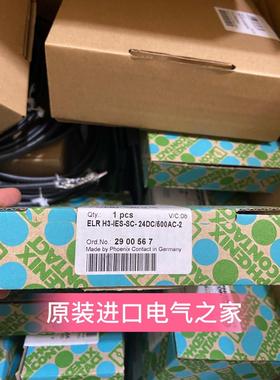 Qty.:
1 pcs
V/C.08
ELR H3-IES-SC- 24DC/500AC-2
Ord.No.: 29 00 56 7
Made by Phoenix Contact in Germany
原装进口电气之家